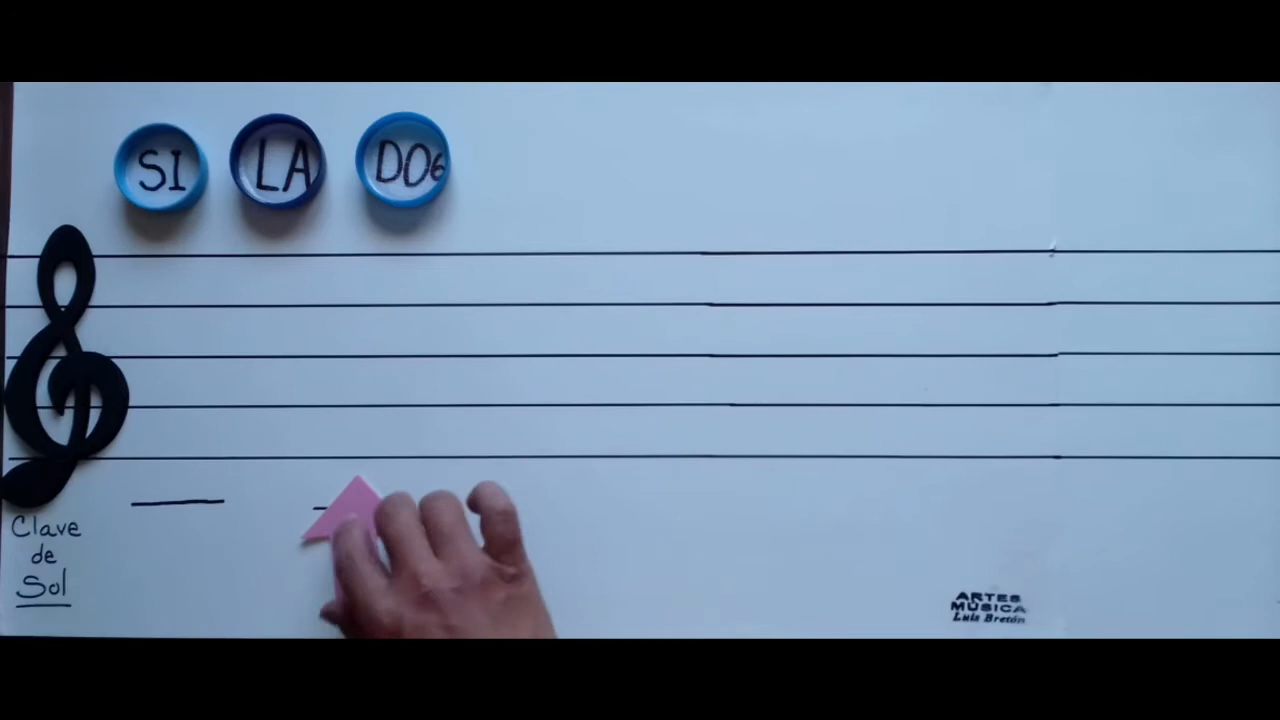 SI LA DO6
Clave
de
Sol
ARTES
MÚSICA
Luis Bretón